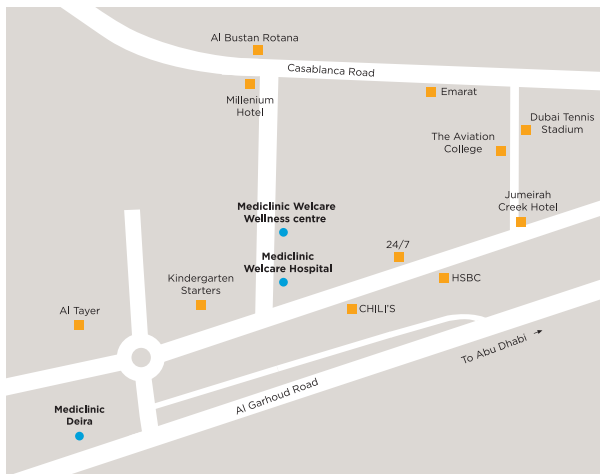 Al Bustan Rotana
Casablanca Road
Millenium
Hotel
Emarat
Dubai Tennis
Stadium
The Aviation
College
Jumeirah
Creek Hotel
Mediclinic Welcare
Wellness centre
24/7
Mediclinic
Welcare Hospital
HSBC
Kindergarten
Starters
CHILI'S
Al Tayer
To Abu Dhabi
Al Garhoud Road
Mediclinic
Deira